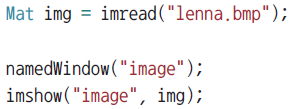 Mat img = imread("lenna.bmp");
namedWindow("image");
imshow("image", img);